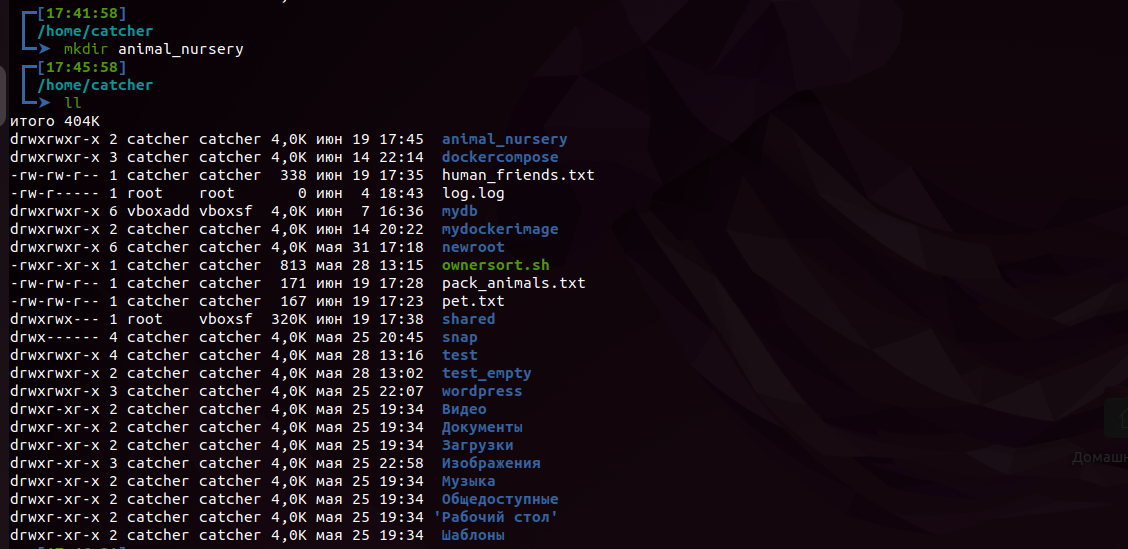 [17:41:58]
/home/catcher
mkdir animal_nursery
[17:45:58]
/home/catcher
ll
итого 404K
drwxrwxr-x 2 catcher catcher 4,0K июн 19 17:45  animal_nursery
drwxrwxr-x 3 catcher catcher 4,0K июн 14 22:14  dockercompose
-rw-rw-r-- 1 catcher catcher  338 июн 19 17:35  human_friends.txt
-rw-r----- 1 root    root       0 июн  4 18:43  log.log
drwxrwxr-x 6 vboxadd vboxsf  4,0K июн  7 16:36  mydb
drwxrwxr-x 2 catcher catcher 4,0K июн 14 20:22  mydockerimage
drwxrwxr-x 6 catcher catcher 4,0K мая 31 17:18  newroot
-rwxr-xr-x 1 catcher catcher  813 мая 28 13:15  ownersort.sh
-rw-rw-r-- 1 catcher catcher  171 июн 19 17:28  pack_animals.txt
-rw-rw-r-- 1 catcher catcher  167 июн 19 17:23  pet.txt
drwxrwx--- 1 root    vboxsf  320K июн 19 17:38  shared
drwx------ 4 catcher catcher 4,0K мая 25 20:45  snap
drwxrwxr-x 4 catcher catcher 4,0K мая 28 13:16  test
drwxrwxr-x 2 catcher catcher 4,0K мая 28 13:02  test_empty
drwxrwxr-x 3 catcher catcher 4,0K мая 25 22:07  wordpress
drwxr-xr-x 2 catcher catcher 4,0K мая 25 19:34  Видео
drwxr-xr-x 2 catcher catcher 4,0K мая 25 19:34  Документы
drwxr-xr-x 2 catcher catcher 4,0K мая 25 19:34  Загрузки
drwxr-xr-x 3 catcher catcher 4,0K мая 25 22:58  Изображения
drwxr-xr-x 2 catcher catcher 4,0K мая 25 19:34  Музыка
drwxr-xr-x 2 catcher catcher 4,0K мая 25 19:34  Общедоступные
drwxr-xr-x 2 catcher catcher 4,0K мая 25 19:34 'Рабочий стол'
drwxr-xr-x 2 catcher catcher 4,0K мая 25 19:34  Шаблоны